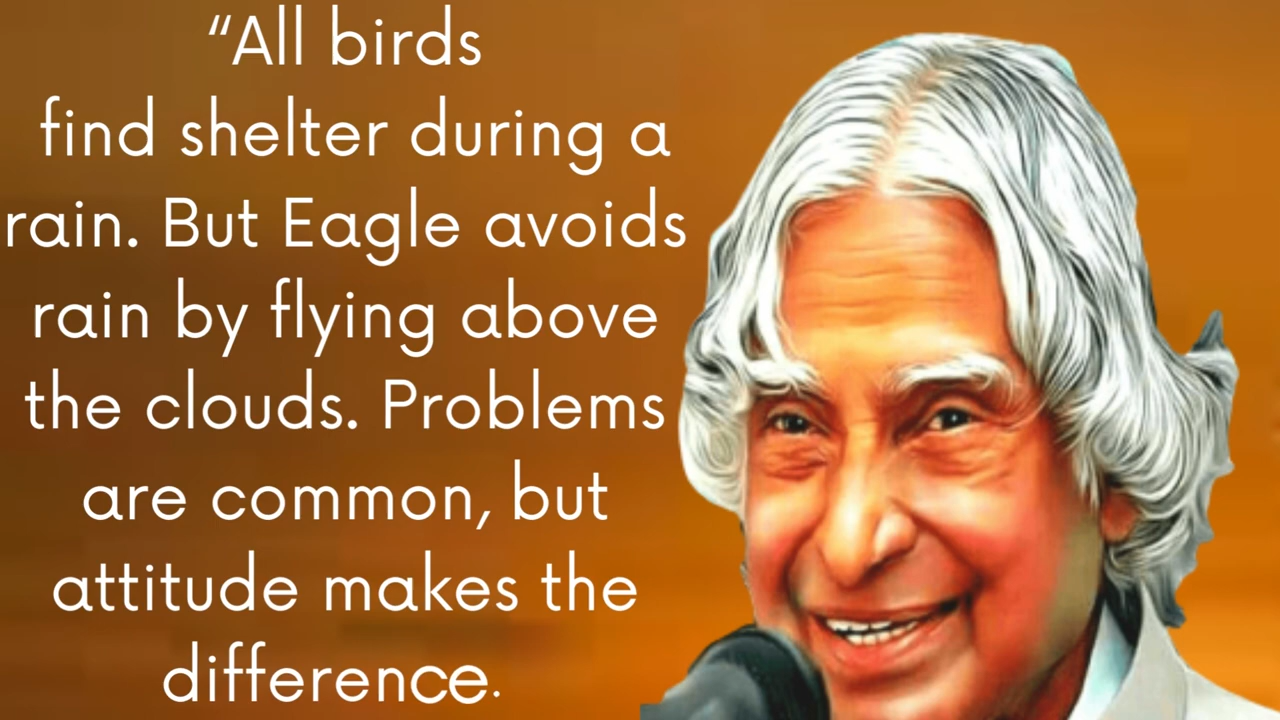 “All birds
find shelter during a
rain. But Eagle avoids
rain by flying above
the clouds. Problems
are common, but
attitude makes the
difference.